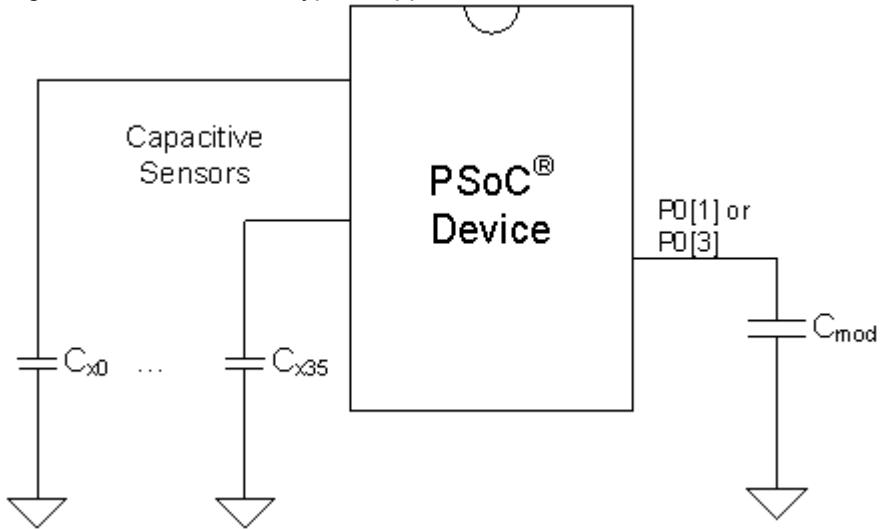 Capacitive
Sensors
PSoC®
Device
P0[1] or
P0[3]
Cx0 ... Cx35
Cmod